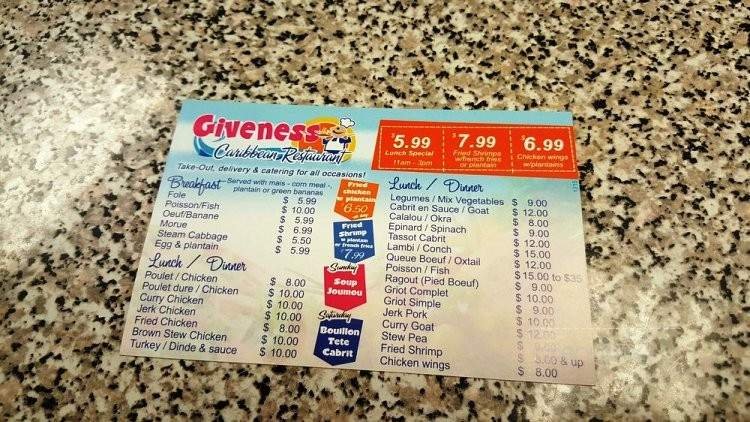 Giveness
Caribbean Restaurant
Take-Out, delivery & catering for all occasions!
$5.99
Lunch Special
11am - 3pm
$7.99
Fried Shrimps
w/french fries
or plantain
$6.99
Chicken wings
w/plantains
Breakfast - Served with mais - corn meal -,
plantain or green bananas
Foie $ 5.99
Poisson/Fish $ 10.00
Oeuf/Banane $ 5.99
Morue $ 6.99
Steam Cabbage $ 5.50
Egg & plantain $ 5.99
Lunch / Dinner
Poulet / Chicken $ 8.00
Poulet dure / Chicken $ 10.00
Curry Chicken $ 10.00
Jerk Chicken $ 10.00
Fried Chicken $ 8.00
Brown Stew Chicken $ 10.00
Turkey / Dinde & sauce $ 10.00
Fried
chicken
w plantain
6.50
Fried
Shrimp
w plantain
or french fries
7.99
Sunday
Soup
Joumou
Saturday
Bouillon
Tete
Cabrit
Lunch / Dinner
Legumes / Mix Vegetables $ 9.00
Cabrit en Sauce / Goat $ 12.00
Calalou / Okra $ 8.00
Epinard / Spinach $ 9.00
Tassot Cabrit $ 12.00
Lambi / Conch $ 15.00
Queue Boeuf / Oxtail $ 12.00
Poisson / Fish $ 15.00 to $35
Ragout (Pied Boeuf) $ 9.00
Griot Complet $ 10.00
Griot Simple $ 9.00
Jerk Pork $ 10.00
Curry Goat $
Stew Pea $
Fried Shrimp $ & up
Chicken wings $ 8.00